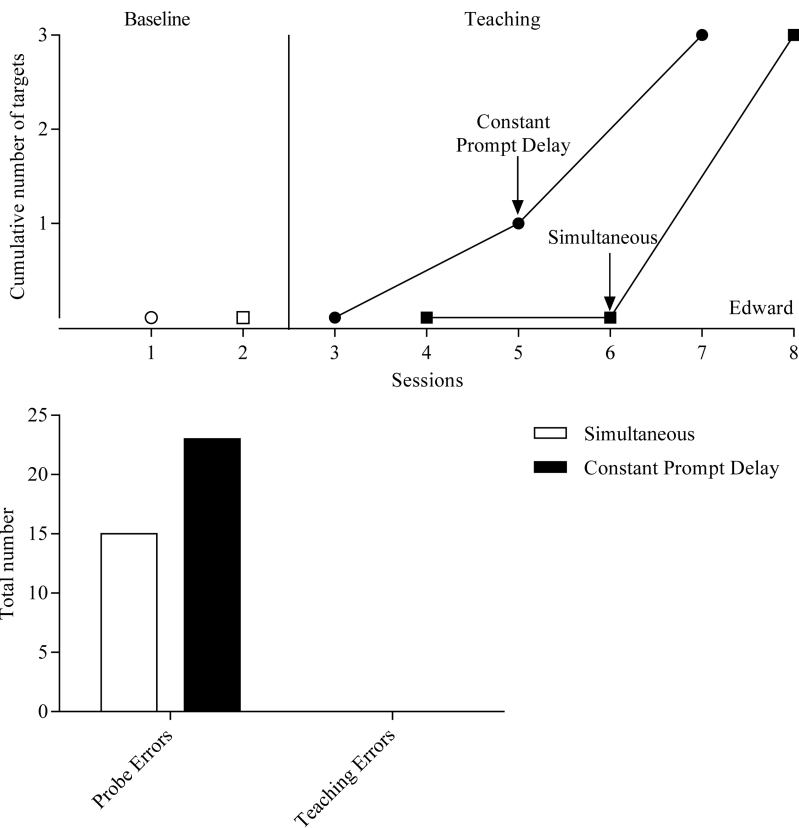 Baseline
Teaching
Cumulative number of targets
3
2
1
Constant
Prompt Delay
Simultaneous
Edward
1 2 3 4 5 6 7 8
Sessions
Total number
25
20
15
10
5
0
Simultaneous
Constant Prompt Delay
Probe Errors
Teaching Errors